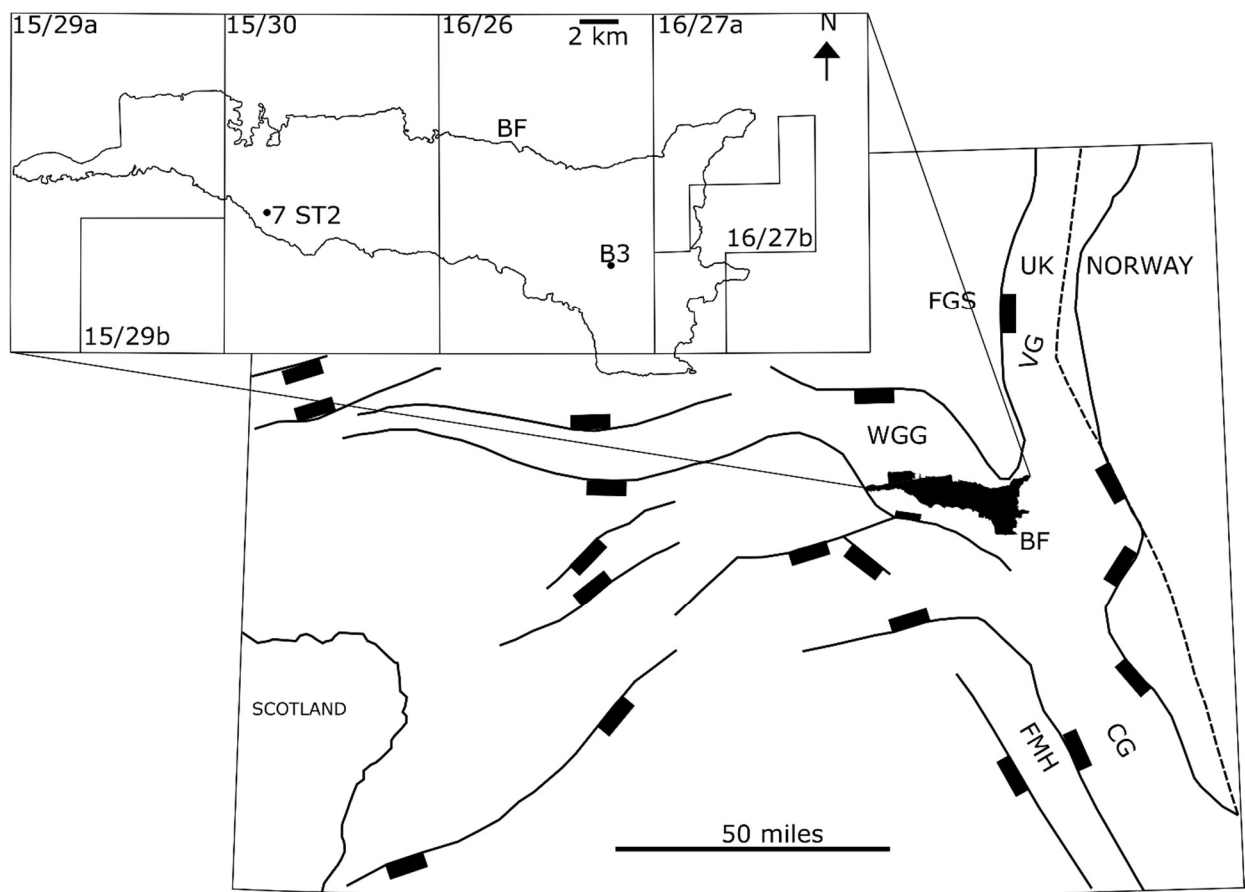 15/29a
15/30
16/26
2 km
16/27a
N
BF
7 ST2
B3
16/27b
15/29b
UK
NORWAY
FGS
VG
WGG
BF
SCOTLAND
FMH
CG
50 miles